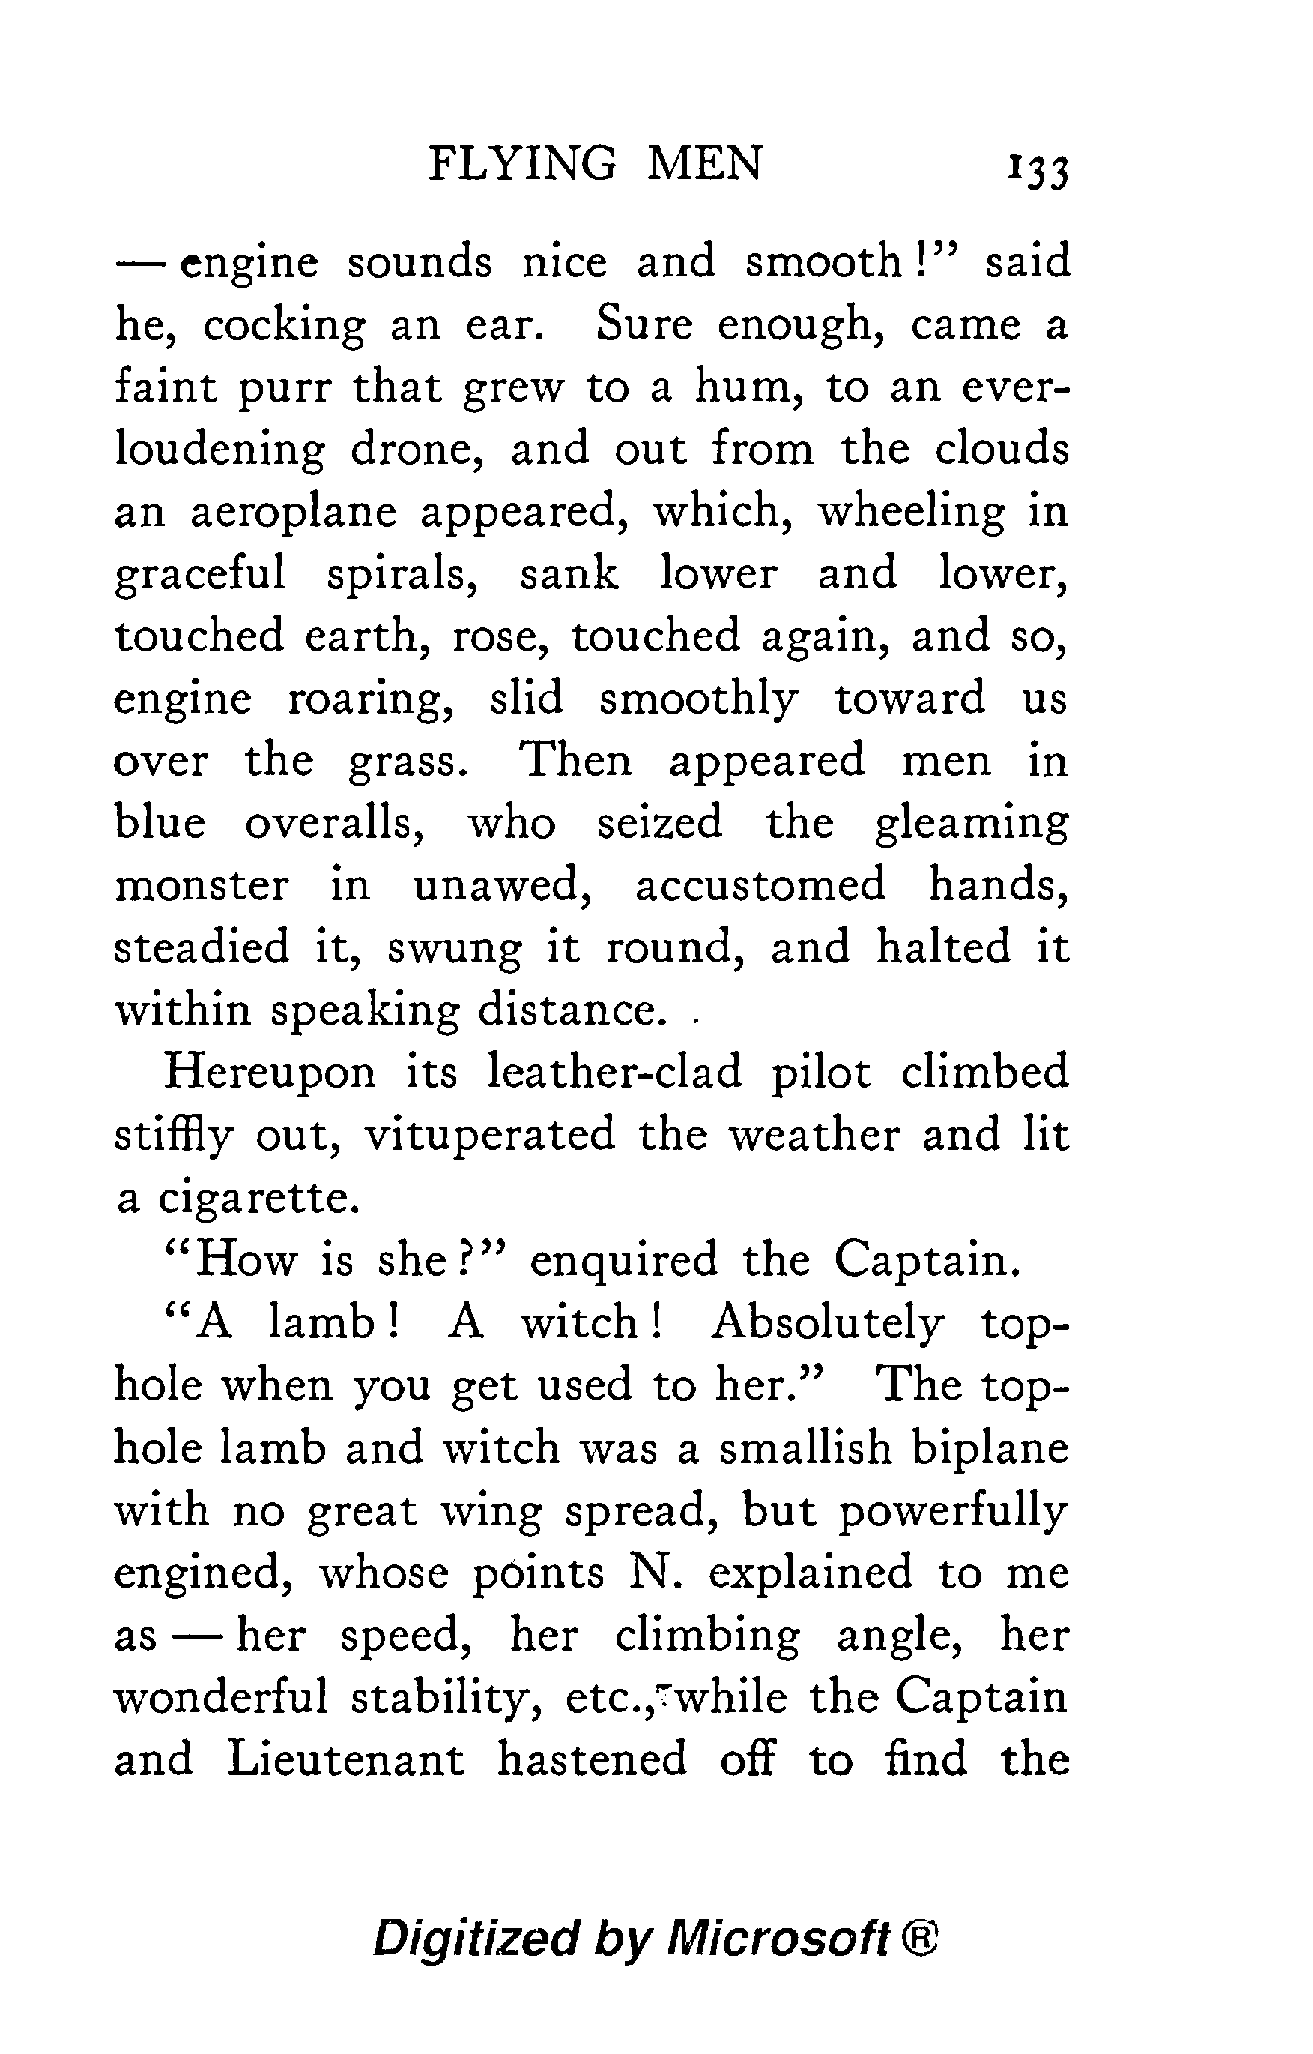 FLYING MEN 133
— engine sounds nice and smooth!" said
he, cocking an ear. Sure enough, came a
faint purr that grew to a hum, to an ever-
loudening drone, and out from the clouds
an aeroplane appeared, which, wheeling in
graceful spirals, sank lower and lower,
touched earth, rose, touched again, and so,
engine roaring, slid smoothly toward us
over the grass. Then appeared men in
blue overalls, who seized the gleaming
monster in unawed, accustomed hands,
steadied it, swung it round, and halted it
within speaking distance. .
Hereupon its leather-clad pilot climbed
stiffly out, vituperated the weather and lit
a cigarette.
"How is she?" enquired the Captain.
"A lamb! A witch! Absolutely top-
hole when you get used to her." The top-
hole lamb and witch was a smallish biplane
with no great wing spread, but powerfully
engined, whose points N. explained to me
as — her speed, her climbing angle, her
wonderful stability, etc., while the Captain
and Lieutenant hastened off to find the
Digitized by Microsoft ®